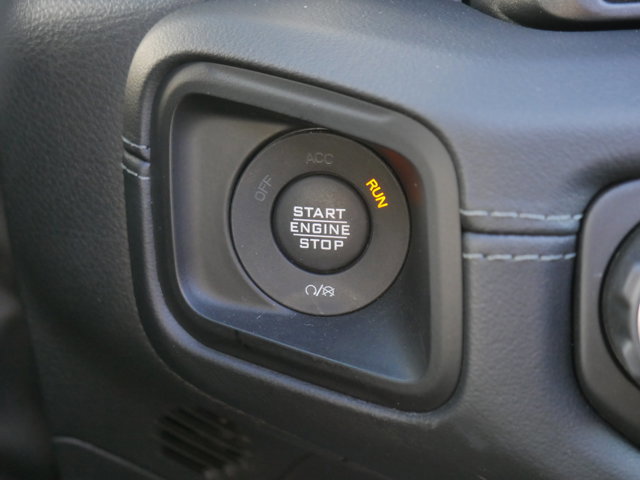 ACC
OFF
RUN
START
ENGINE
STOP